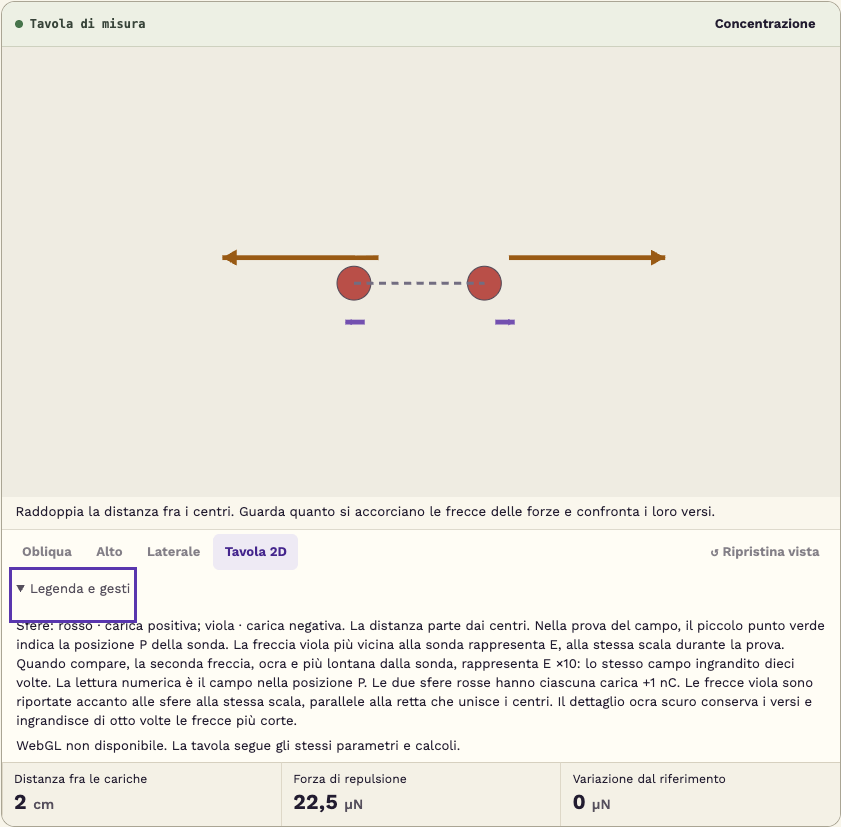 Tavola di misura
Concentrazione
Raddoppia la distanza fra i centri. Guarda quanto si accorciano le frecce delle forze e confronta i loro versi.
Obliqua Alto Laterale Tavola 2D ↺ Ripristina vista
▼ Legenda e gesti
Sfere: rosso · carica positiva; viola · carica negativa. La distanza parte dai centri. Nella prova del campo, il piccolo punto verde
indica la posizione P della sonda. La freccia viola più vicina alla sonda rappresenta E, alla stessa scala durante la prova.
Quando compare, la seconda freccia, ocra e più lontana dalla sonda, rappresenta E ×10: lo stesso campo ingrandito dieci
volte. La lettura numerica è il campo nella posizione P. Le due sfere rosse hanno ciascuna carica +1 nC. Le frecce viola sono
riportate accanto alle sfere alla stessa scala, parallele alla retta che unisce i centri. Il dettaglio ocra scuro conserva i versi e
ingrandisce di otto volte le frecce più corte.
WebGL non disponibile. La tavola segue gli stessi parametri e calcoli.
Distanza fra le cariche
2 cm
Forza di repulsione
22,5 µN
Variazione dal riferimento
0 µN